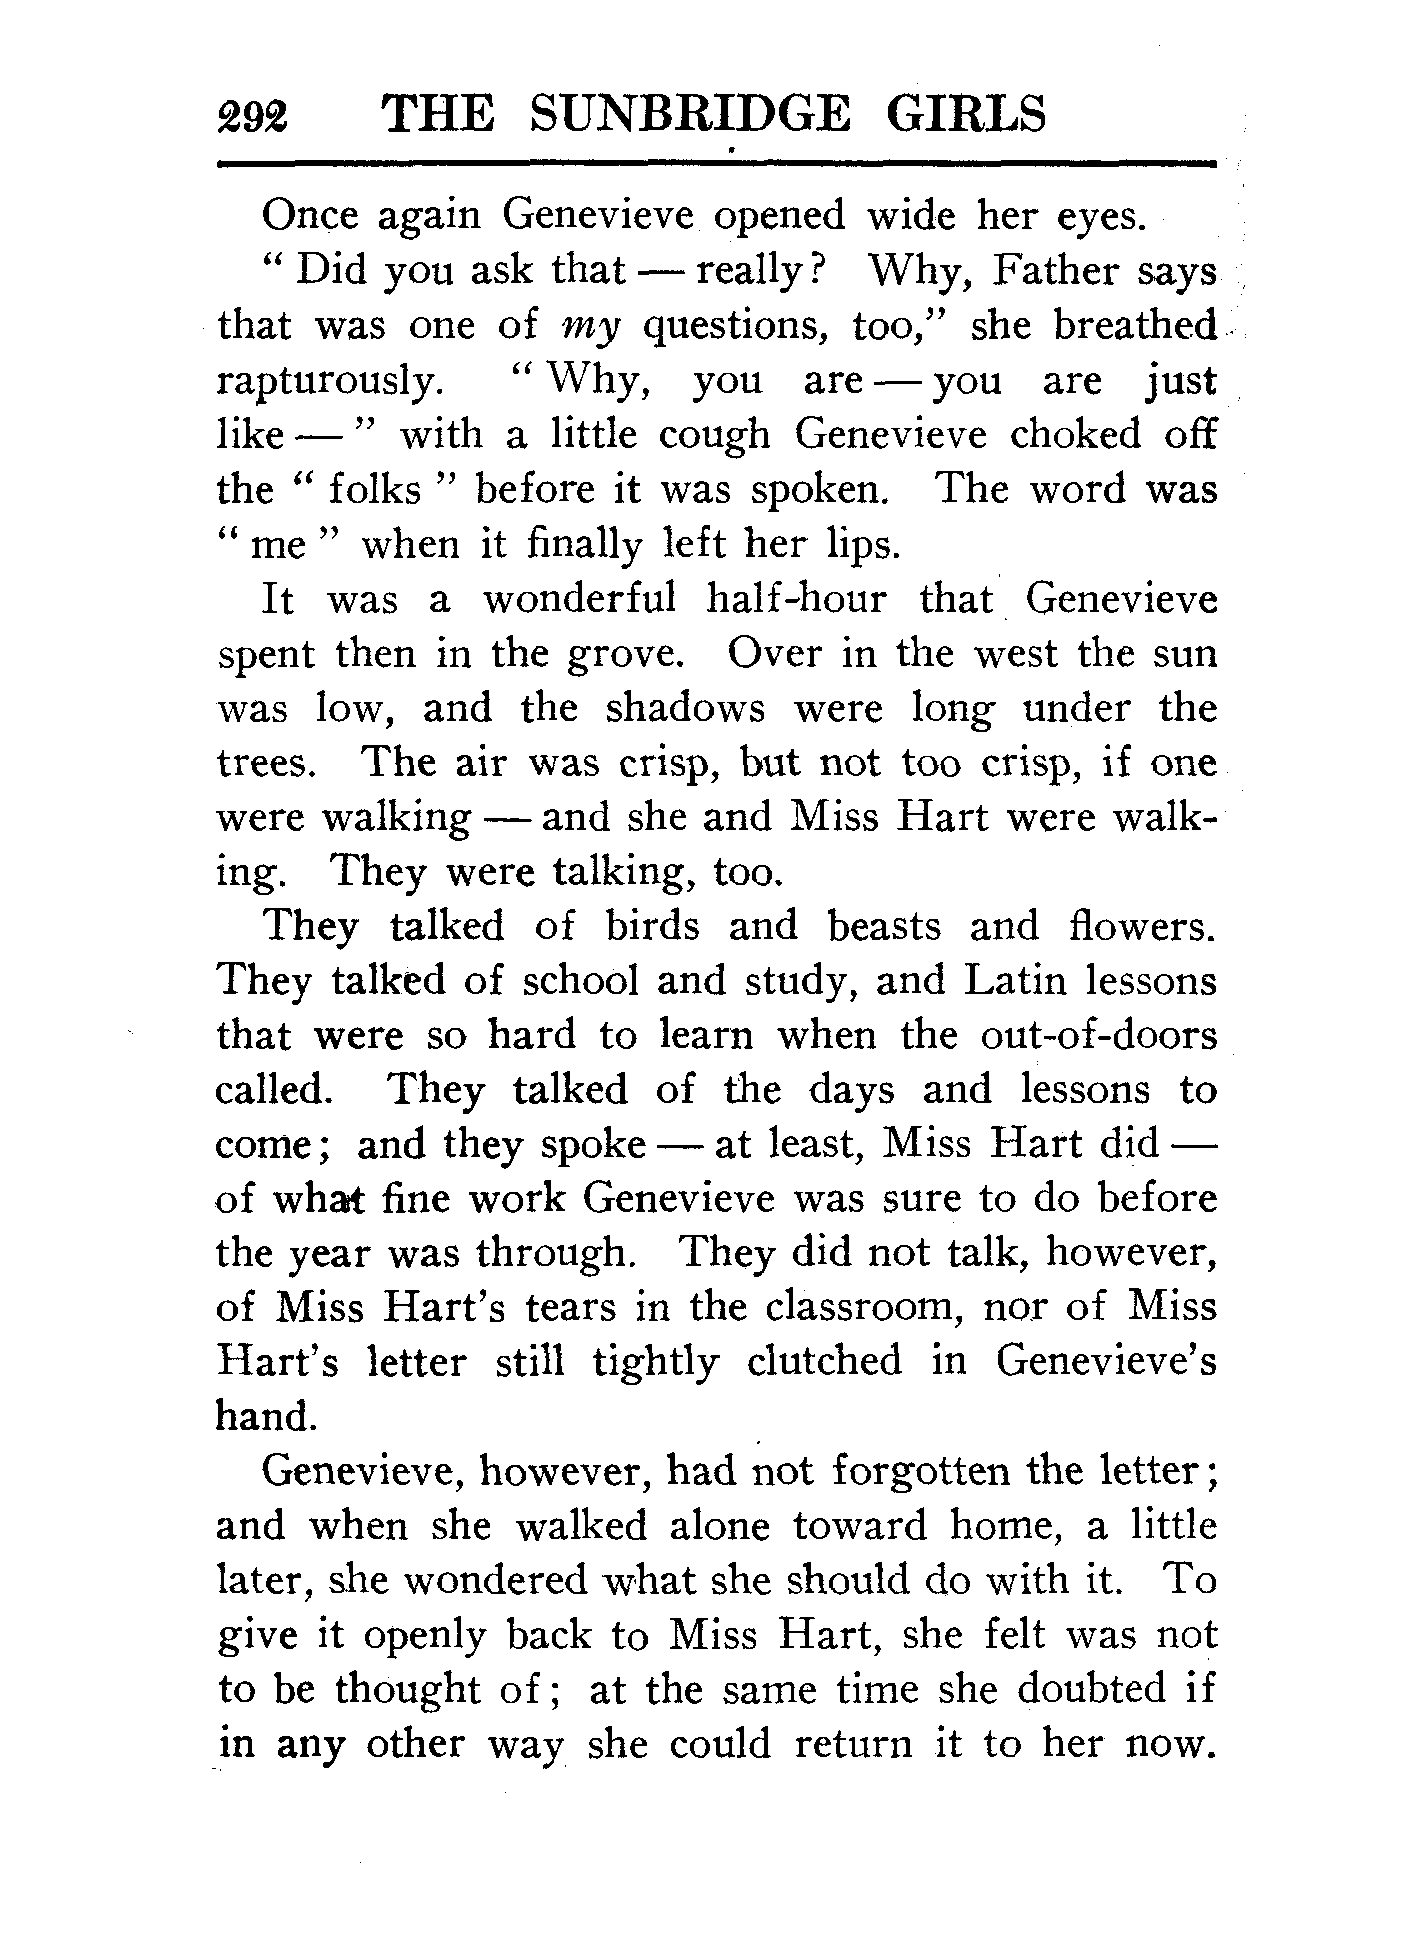 292 THE SUNBRIDGE GIRLS
Once again Genevieve opened wide her eyes.
“ Did you ask that — really? Why, Father says
that was one of my questions, too,” she breathed
rapturously. “ Why, you are — you are just
like — ” with a little cough Genevieve choked off
the “ folks ” before it was spoken. The word was
“ me ” when it finally left her lips.
It was a wonderful half-hour that Genevieve
spent then in the grove. Over in the west the sun
was low, and the shadows were long under the
trees. The air was crisp, but not too crisp, if one
were walking — and she and Miss Hart were walk-
ing. They were talking, too.
They talked of birds and beasts and flowers.
They talked of school and study, and Latin lessons
that were so hard to learn when the out-of-doors
called. They talked of the days and lessons to
come; and they spoke — at least, Miss Hart did —
of what fine work Genevieve was sure to do before
the year was through. They did not talk, however,
of Miss Hart’s tears in the classroom, nor of Miss
Hart’s letter still tightly clutched in Genevieve’s
hand.
Genevieve, however, had not forgotten the letter;
and when she walked alone toward home, a little
later, she wondered what she should do with it. To
give it openly back to Miss Hart, she felt was not
to be thought of; at the same time she doubted if
in any other way she could return it to her now.